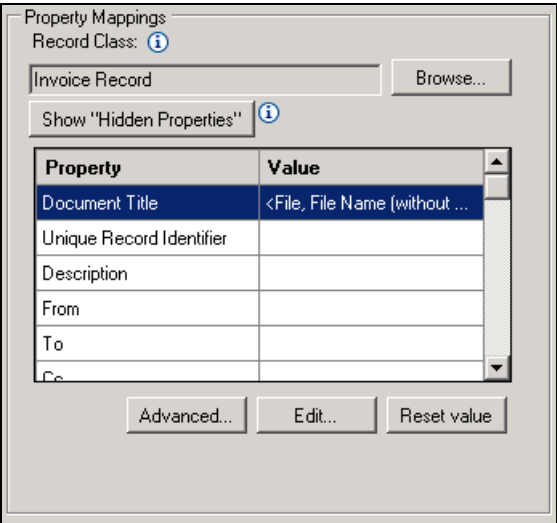 Property Mappings
Record Class:
Invoice Record
Browse...
Show "Hidden Properties"
Property Value
Document Title <File, File Name (without ...
Unique Record Identifier
Description
From
To
Cc
Advanced... Edit... Reset value